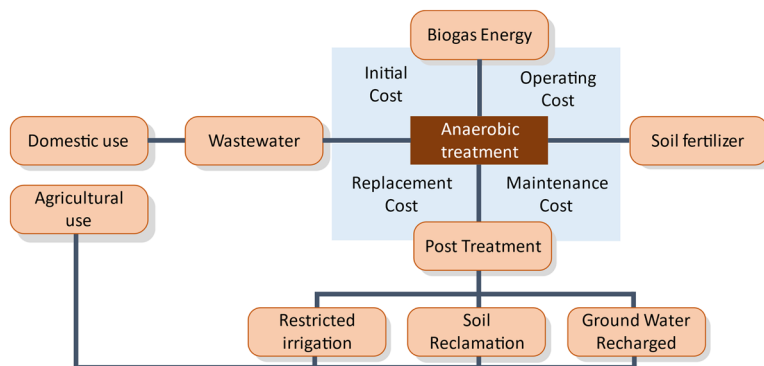 Biogas Energy
Initial
Cost
Operating
Cost
Domestic use
Wastewater
Anaerobic
treatment
Soil fertilizer
Agricultural
use
Replacement
Cost
Maintenance
Cost
Post Treatment
Restricted
irrigation
Soil
Reclamation
Ground Water
Recharged